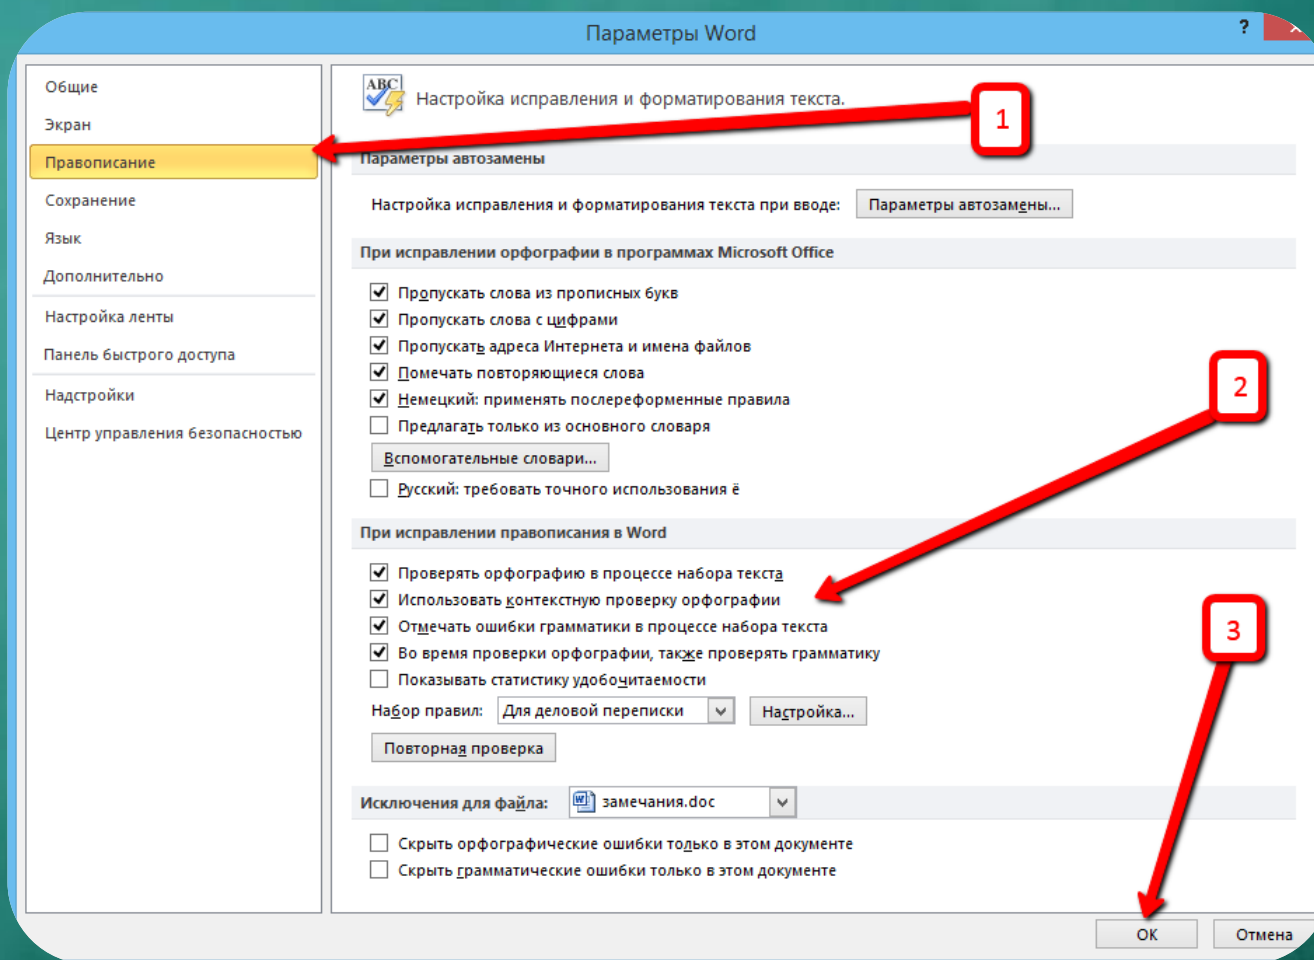 Параметры Word
?
Общие
Экран
Правописание
Сохранение
Язык
Дополнительно
Настройка ленты
Панель быстрого доступа
Надстройки
Центр управления безопасностью
ABC
Настройка исправления и форматирования текста.
1
Параметры автозамены
Настройка исправления и форматирования текста при вводе: Параметры автозамены...
При исправлении орфографии в программах Microsoft Office
Пропускать слова из прописных букв
Пропускать слова с цифрами
Пропускать адреса Интернета и имена файлов
Помечать повторяющиеся слова
2
Немецкий: применять послереформенные правила
Предлагать только из основного словаря
Вспомогательные словари...
Русский: требовать точного использования ё
При исправлении правописания в Word
Проверять орфографию в процессе набора текста
Использовать контекстную проверку орфографии
Отмечать ошибки грамматики в процессе набора текста
3
Во время проверки орфографии, также проверять грамматику
Показывать статистику удобочитаемости
Набор правил: Для деловой переписки Настройка...
Повторная проверка
Исключения для файла: замечания.doc
Скрыть орфографические ошибки только в этом документе
Скрыть грамматические ошибки только в этом документе
ОК Отмена